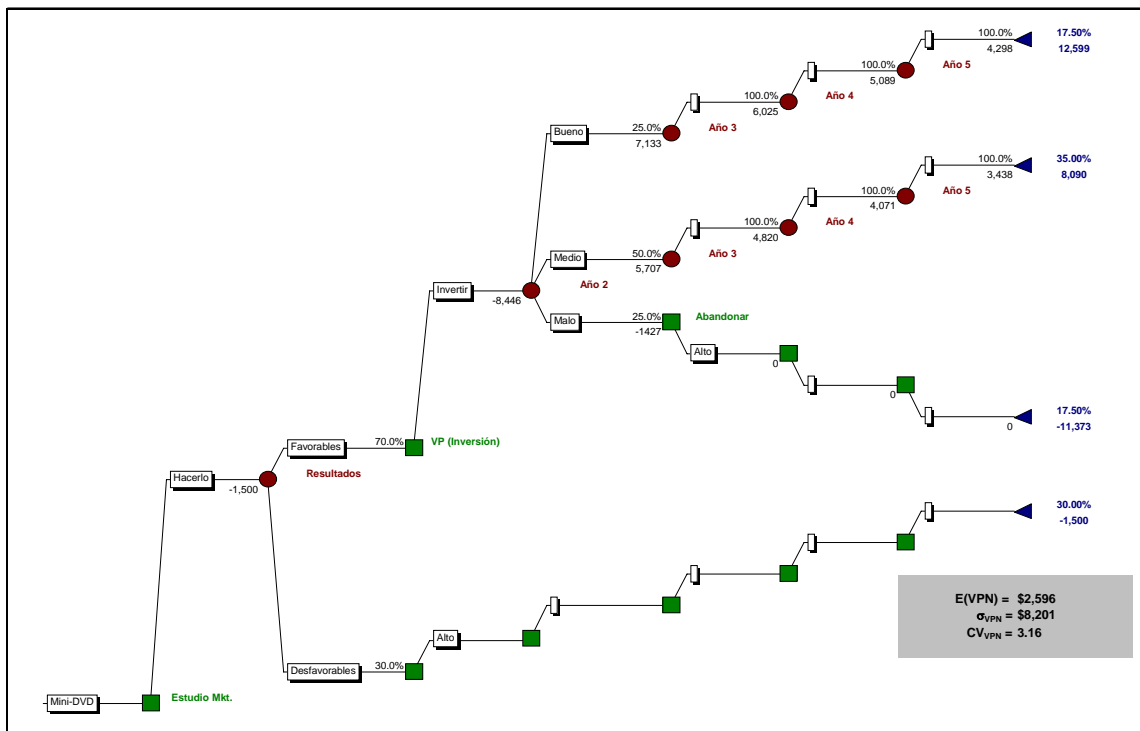 100.0%
17.50%
4,298
12,599
Año 5
100.0%
5,089
Año 4
100.0%
6,025
Año 3
Bueno
25.0%
7,133
100.0%
35.00%
3,438
8,090
Año 5
100.0%
4,071
Año 4
100.0%
4,820
Año 3
Medio
50.0%
5,707
Año 2
Invertir
-8,446
Malo
25.0%
-1427
Abandonar
Alto
0
0
0
17.50%
-11,373
Favorables
70.0%
VP (Inversión)
Resultados
Hacerlo
-1,500
30.00%
-1,500
E(VPN) = $2,596
σVPN = $8,201
CVVPN = 3.16
Alto
Desfavorables
30.0%
Mini-DVD
Estudio Mkt.